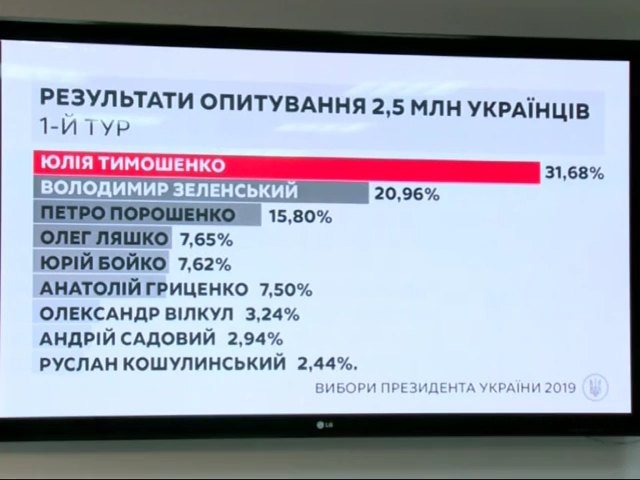 РЕЗУЛЬТАТИ ОПИТУВАННЯ 2,5 МЛН УКРАЇНЦІВ
1-Й ТУР
ЮЛІЯ ТИМОШЕНКО 31,68%
ВОЛОДИМИР ЗЕЛЕНСЬКИЙ 20,96%
ПЕТРО ПОРОШЕНКО 15,80%
ОЛЕГ ЛЯШКО 7,65%
ЮРІЙ БОЙКО 7,62%
АНАТОЛІЙ ГРИЦЕНКО 7,50%
ОЛЕКСАНДР ВІЛКУЛ 3,24%
АНДРІЙ САДОВИЙ 2,94%
РУСЛАН КОШУЛИНСЬКИЙ 2,44%.
ВИБОРИ ПРЕЗИДЕНТА УКРАЇНИ 2019
LG